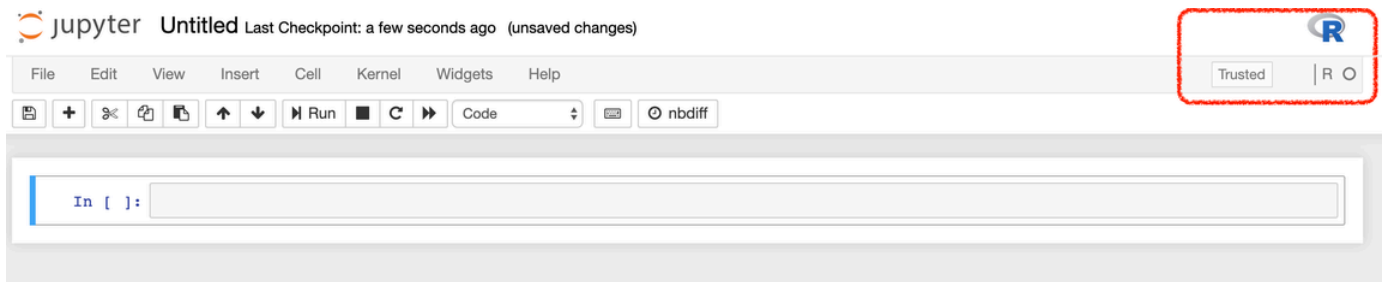 jupyter Untitled Last Checkpoint: a few seconds ago (unsaved changes) R
File Edit View Insert Cell Kernel Widgets Help Trusted R
Run Code nbdiff
In [ ]: